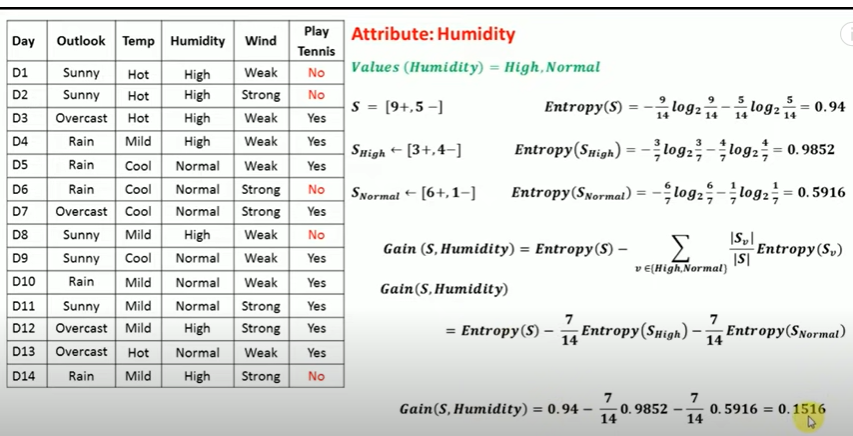 Day Outlook Temp Humidity Wind Play Tennis
D1 Sunny Hot High Weak No
D2 Sunny Hot High Strong No
D3 Overcast Hot High Weak Yes
D4 Rain Mild High Weak Yes
D5 Rain Cool Normal Weak Yes
D6 Rain Cool Normal Strong No
D7 Overcast Cool Normal Strong Yes
D8 Sunny Mild High Weak No
D9 Sunny Cool Normal Weak Yes
D10 Rain Mild Normal Weak Yes
D11 Sunny Mild Normal Strong Yes
D12 Overcast Mild High Strong Yes
D13 Overcast Hot Normal Weak Yes
D14 Rain Mild High Strong No
Attribute: Humidity
Values (Humidity) = High, Normal
S = [9+, 5 −] Entropy(S) = −9/14 log₂ 9/14 − 5/14 log₂ 5/14 = 0.94
S_High ← [3+, 4−] Entropy(S_High) = −3/7 log₂ 3/7 − 4/7 log₂ 4/7 = 0.9852
S_Normal ← [6+, 1−] Entropy(S_Normal) = −6/7 log₂ 6/7 − 1/7 log₂ 1/7 = 0.5916
Gain (S, Humidity) = Entropy(S) − ∑ v ∈{High,Normal} |S_v|/|S| Entropy(S_v)
Gain(S, Humidity)
= Entropy(S) − 7/14 Entropy(S_High) − 7/14 Entropy(S_Normal)
Gain(S, Humidity) = 0.94 − 7/14 0.9852 − 7/14 0.5916 = 0.1516